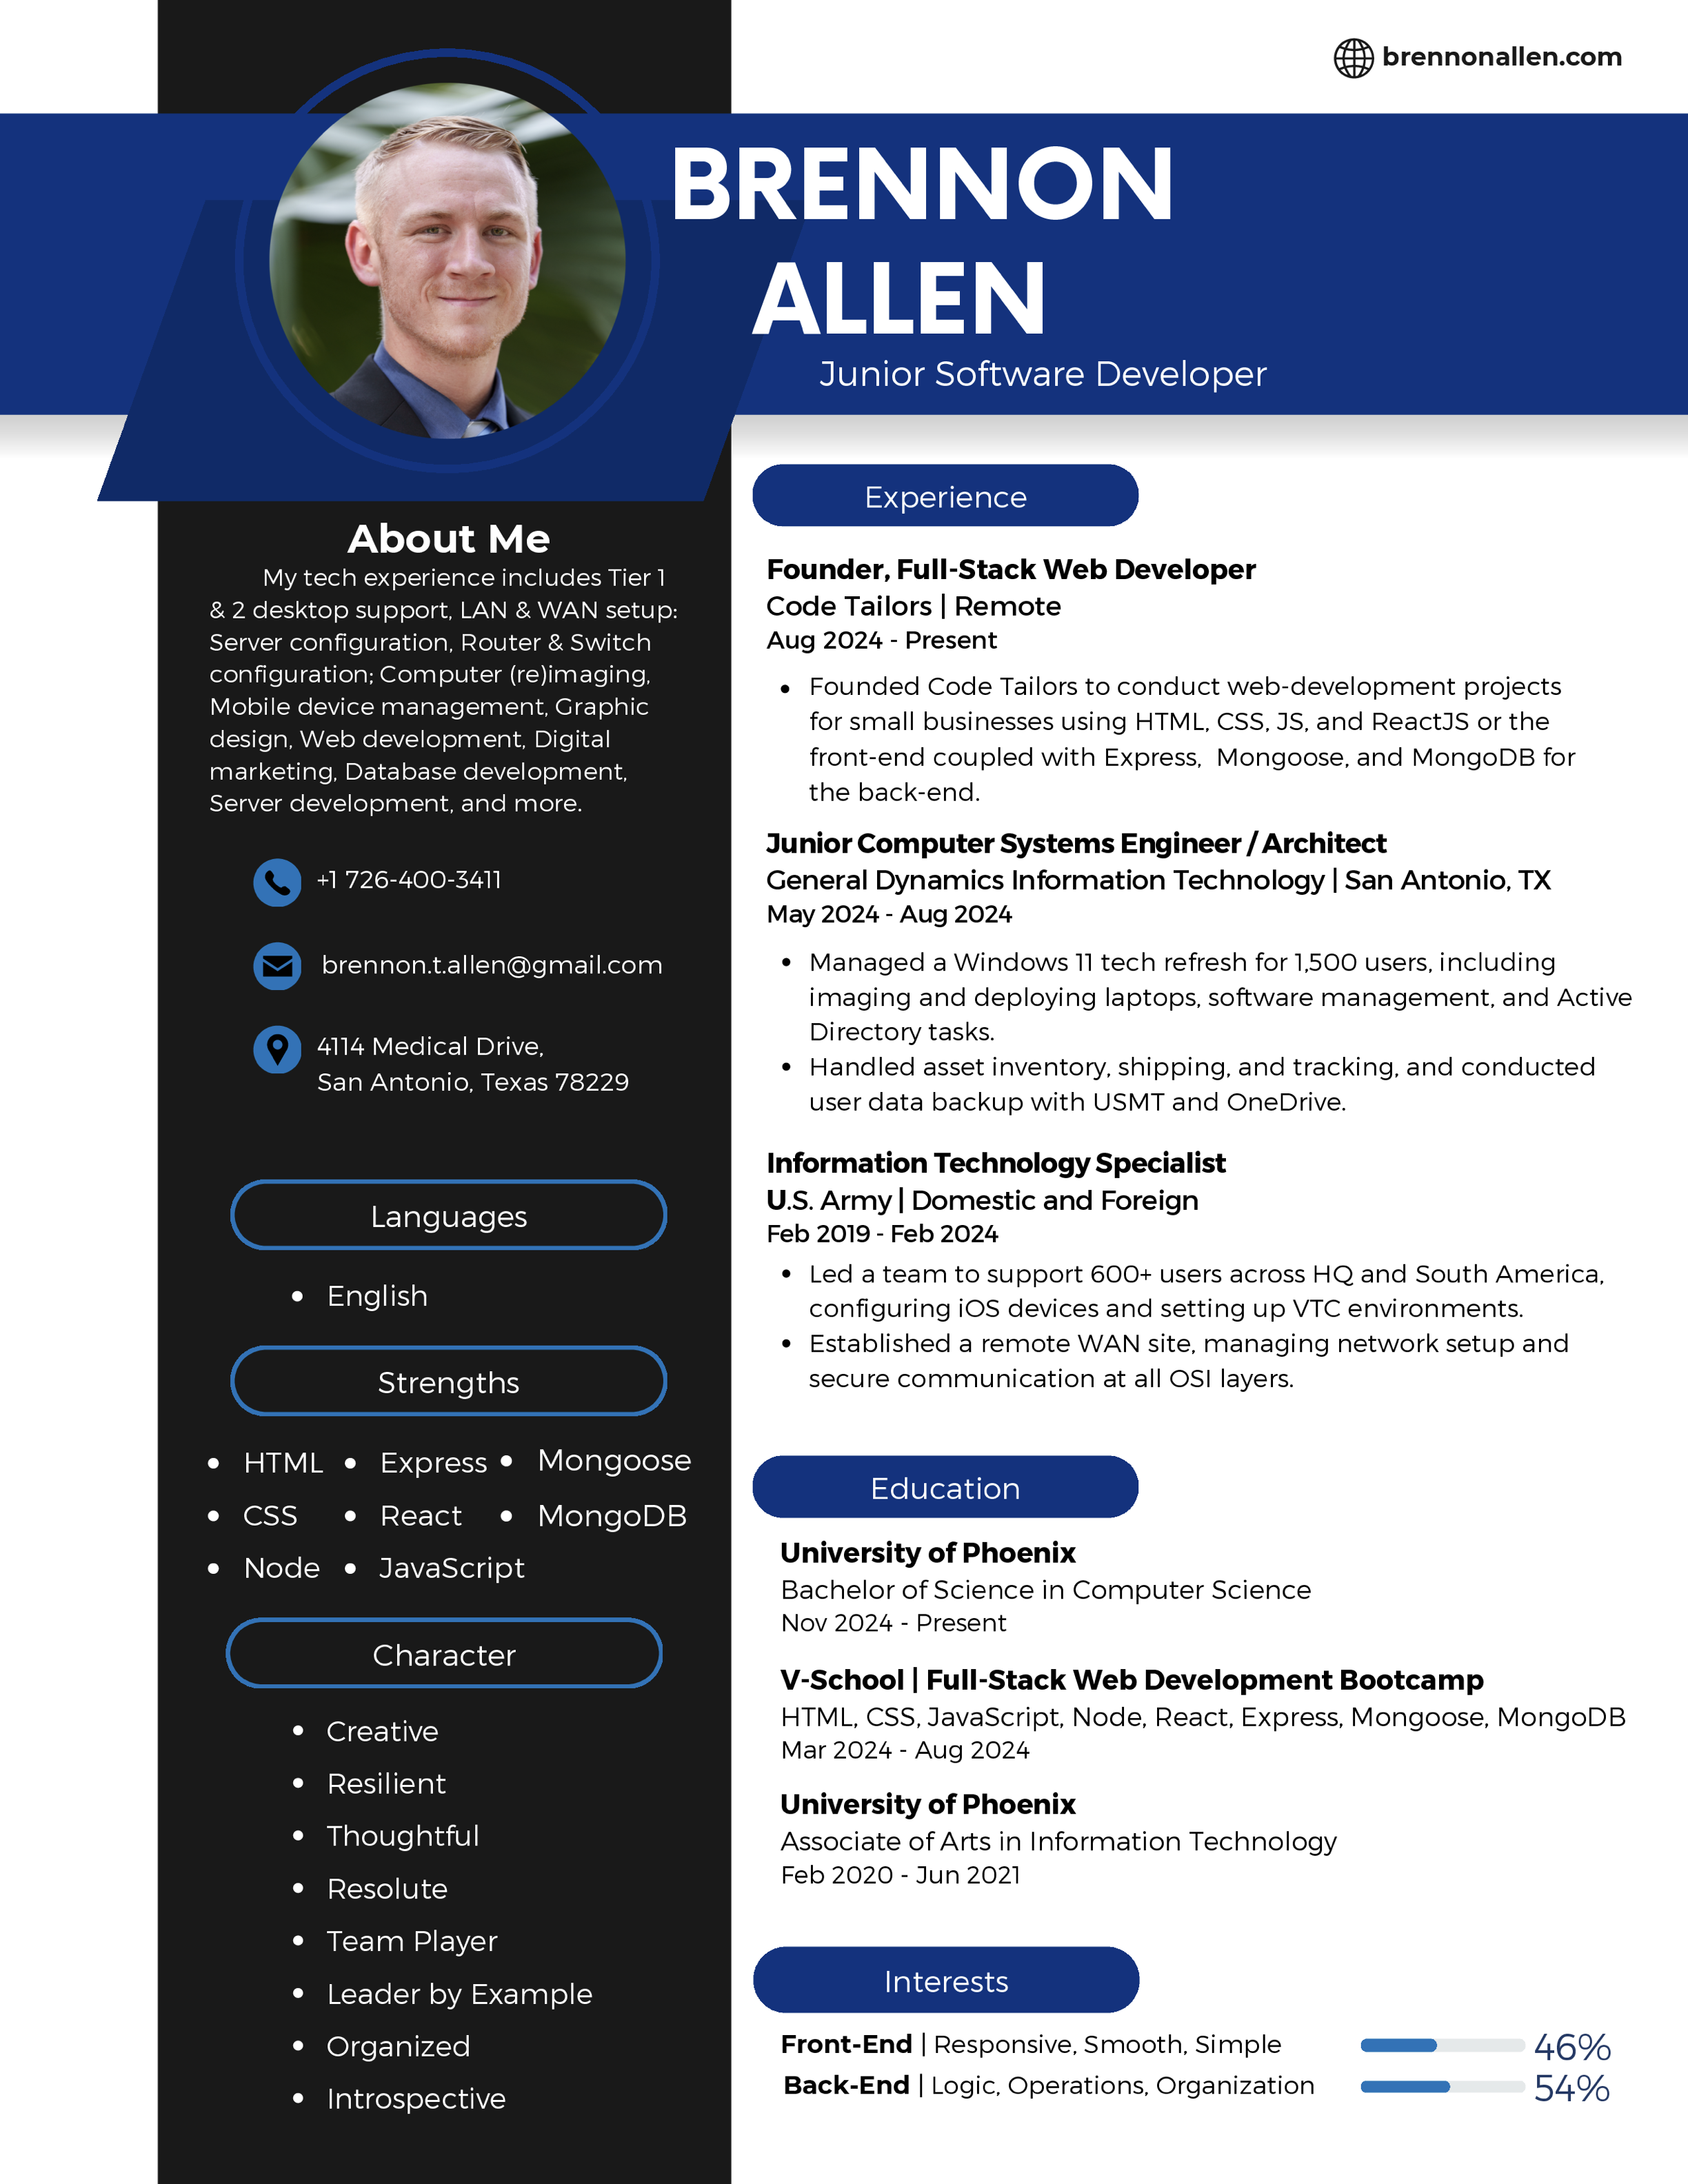 brennonallen.com
BRENNON
ALLEN
Junior Software Developer
About Me
My tech experience includes Tier 1
& 2 desktop support, LAN & WAN setup:
Server configuration, Router & Switch
configuration; Computer (re)imaging,
Mobile device management, Graphic
design, Web development, Digital
marketing, Database development,
Server development, and more.
+1 726-400-3411
brennon.t.allen@gmail.com
4114 Medical Drive,
San Antonio, Texas 78229
Languages
• English
Strengths
• HTML • Express • Mongoose
• CSS • React • MongoDB
• Node • JavaScript
Character
• Creative
• Resilient
• Thoughtful
• Resolute
• Team Player
• Leader by Example
• Organized
• Introspective
Experience
Founder, Full-Stack Web Developer
Code Tailors | Remote
Aug 2024 - Present
• Founded Code Tailors to conduct web-development projects
for small businesses using HTML, CSS, JS, and ReactJS or the
front-end coupled with Express, Mongoose, and MongoDB for
the back-end.
Junior Computer Systems Engineer / Architect
General Dynamics Information Technology | San Antonio, TX
May 2024 - Aug 2024
• Managed a Windows 11 tech refresh for 1,500 users, including
imaging and deploying laptops, software management, and Active
Directory tasks.
• Handled asset inventory, shipping, and tracking, and conducted
user data backup with USMT and OneDrive.
Information Technology Specialist
U.S. Army | Domestic and Foreign
Feb 2019 - Feb 2024
• Led a team to support 600+ users across HQ and South America,
configuring iOS devices and setting up VTC environments.
• Established a remote WAN site, managing network setup and
secure communication at all OSI layers.
Education
University of Phoenix
Bachelor of Science in Computer Science
Nov 2024 - Present
V-School | Full-Stack Web Development Bootcamp
HTML, CSS, JavaScript, Node, React, Express, Mongoose, MongoDB
Mar 2024 - Aug 2024
University of Phoenix
Associate of Arts in Information Technology
Feb 2020 - Jun 2021
Interests
Front-End | Responsive, Smooth, Simple 46%
Back-End | Logic, Operations, Organization 54%